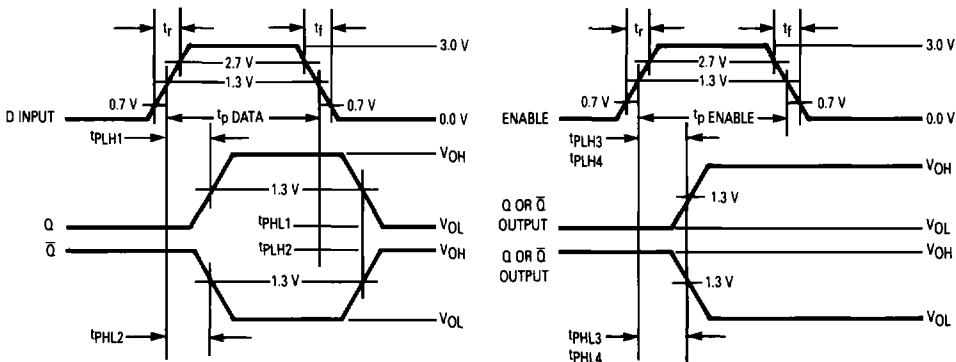 tr
tf
3.0 V
2.7 V
1.3 V
0.7 V
0.7 V
D INPUT
tp DATA
0.0 V
tPLH1
VOH
1.3 V
tPHL1
Q
VOL
tPLH2
Q̅
VOH
1.3 V
VOL
tPHL2
tr
tf
3.0 V
2.7 V
1.3 V
0.7 V
0.7 V
ENABLE
tp ENABLE
0.0 V
tPLH3
tPLH4
VOH
1.3 V
Q OR Q̅
OUTPUT
VOL
VOH
Q OR Q̅
OUTPUT
1.3 V
VOL
tPHL3
tPHL4